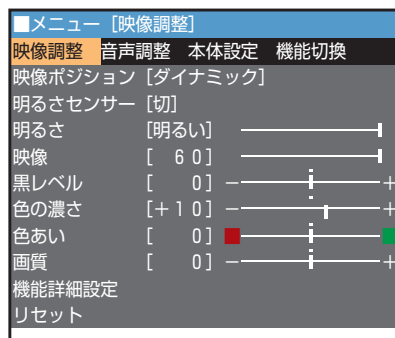 ■メニュー [映像調整]
映像調整 音声調整 本体設定 機能切換
映像ポジション [ダイナミック]
明るさセンサー [切]
明るさ [明るい]
映像 [ 60]
黒レベル [ 0] − +
色の濃さ [+10] − +
色あい [ 0]
画質 [ 0] − +
機能詳細設定
リセット